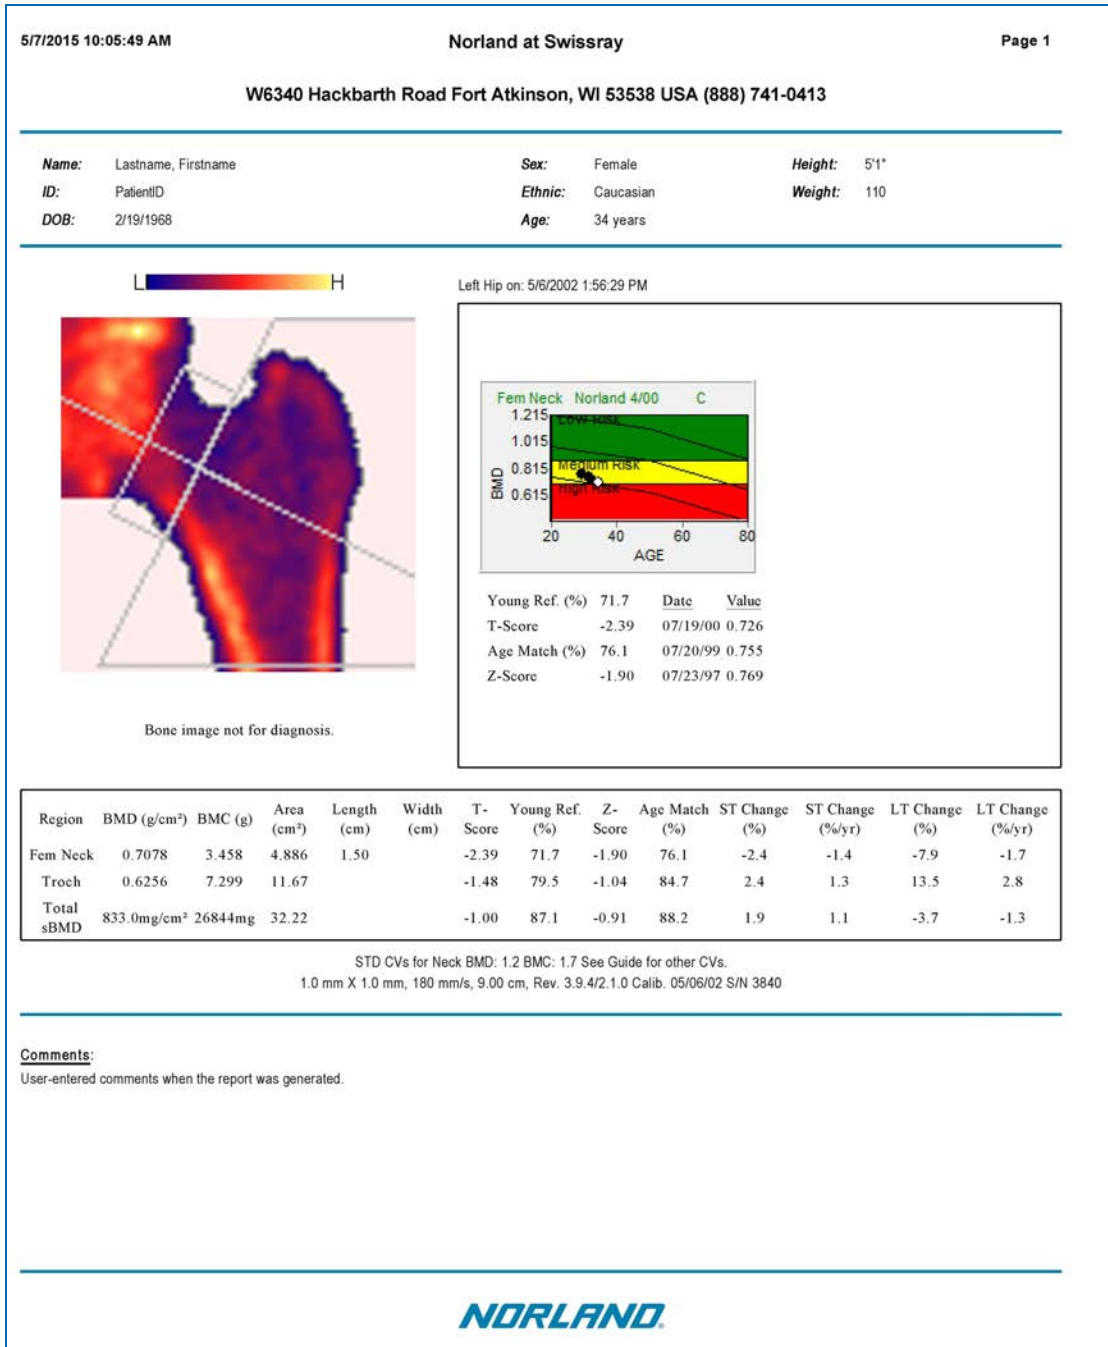 5/7/2015 10:05:49 AM Norland at Swissray Page 1
W6340 Hackbarth Road Fort Atkinson, WI 53538 USA (888) 741-0413
Name: Lastname, Firstname Sex: Female Height: 5'1"
ID: PatientID Ethnic: Caucasian Weight: 110
DOB: 2/19/1968 Age: 34 years
L H
Left Hip on: 5/6/2002 1:56:29 PM
Fem Neck Norland 4/00 C
1.215
Low Risk
1.015
0.815
Medium Risk
0.615
High Risk
BMD
20 40 60 80
AGE
Young Ref. (%) 71.7 Date Value
T-Score -2.39 07/19/00 0.726
Age Match (%) 76.1 07/20/99 0.755
Z-Score -1.90 07/23/97 0.769
Bone image not for diagnosis.
Region BMD (g/cm²) BMC (g) Area (cm²) Length (cm) Width (cm) T-Score Young Ref. (%) Z-Score Age Match (%) ST Change (%) ST Change (%/yr) LT Change (%) LT Change (%/yr)
Fem Neck 0.7078 3.458 4.886 1.50 -2.39 71.7 -1.90 76.1 -2.4 -1.4 -7.9 -1.7
Troch 0.6256 7.299 11.67 -1.48 79.5 -1.04 84.7 2.4 1.3 13.5 2.8
Total sBMD 833.0mg/cm² 26844mg 32.22 -1.00 87.1 -0.91 88.2 1.9 1.1 -3.7 -1.3
STD CVs for Neck BMD: 1.2 BMC: 1.7 See Guide for other CVs.
1.0 mm X 1.0 mm, 180 mm/s, 9.00 cm, Rev. 3.9.4/2.1.0 Calib. 05/06/02 S/N 3840
Comments:
User-entered comments when the report was generated.
NORLAND.